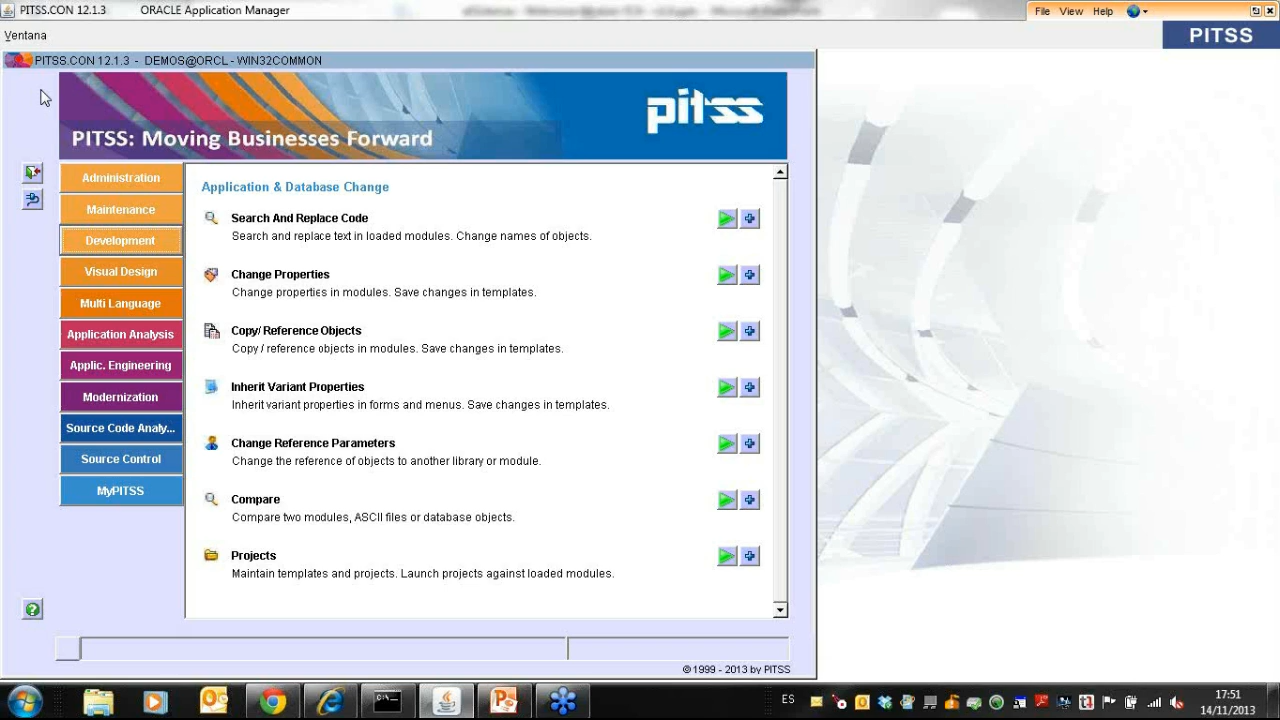 PITSS.CON 12.1.3 ORACLE Application Manager
File View Help
Ventana
PITSS
PITSS.CON 12.1.3 - DEMOS@ORCL - WIN32COMMON
pitss
PITSS: Moving Businesses Forward
Administration
Maintenance
Development
Visual Design
Multi Language
Application Analysis
Applic. Engineering
Modernization
Source Code Analy...
Source Control
MyPITSS
Application & Database Change
Search And Replace Code
Search and replace text in loaded modules. Change names of objects.
Change Properties
Change properties in modules. Save changes in templates.
Copy/ Reference Objects
Copy / reference objects in modules. Save changes in templates.
Inherit Variant Properties
Inherit variant properties in forms and menus. Save changes in templates.
Change Reference Parameters
Change the reference of objects to another library or module.
Compare
Compare two modules, ASCII files or database objects.
Projects
Maintain templates and projects. Launch projects against loaded modules.
© 1999 - 2013 by PITSS
ES
17:51
14/11/2013